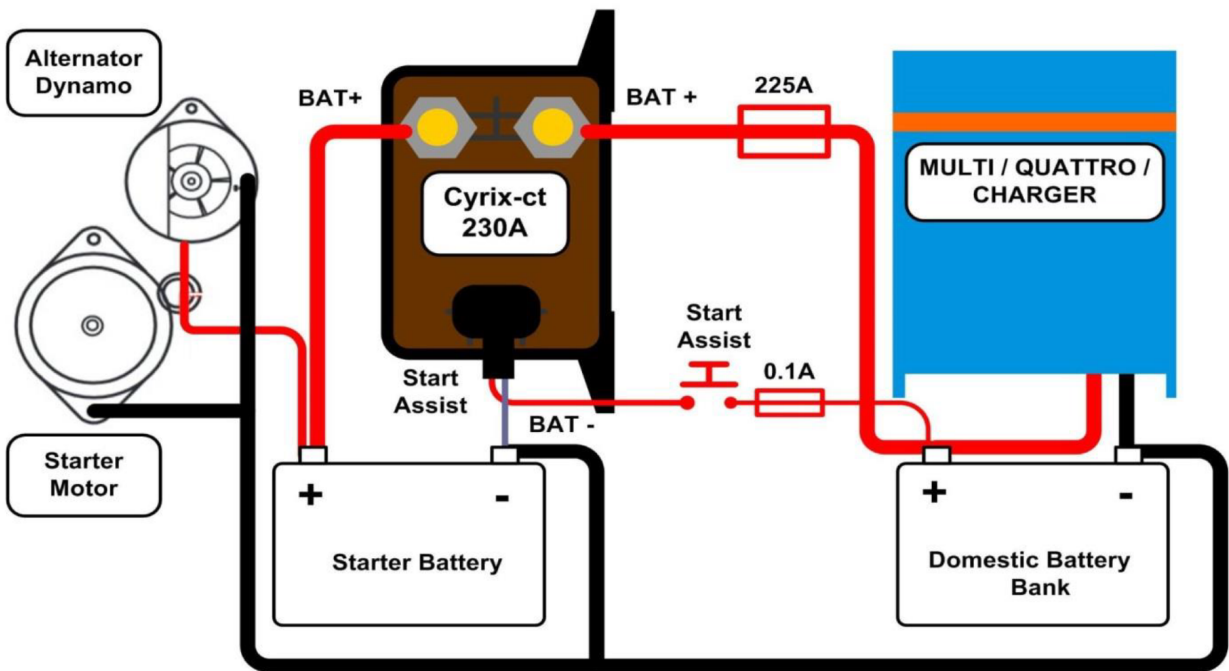 Alternator
Dynamo
BAT+
BAT +
225A
MULTI / QUATTRO /
CHARGER
Cyrix-ct
230A
Start
Assist
0.1A
Start
Assist
BAT -
Starter
Motor
+
-
Starter Battery
+
-
Domestic Battery
Bank